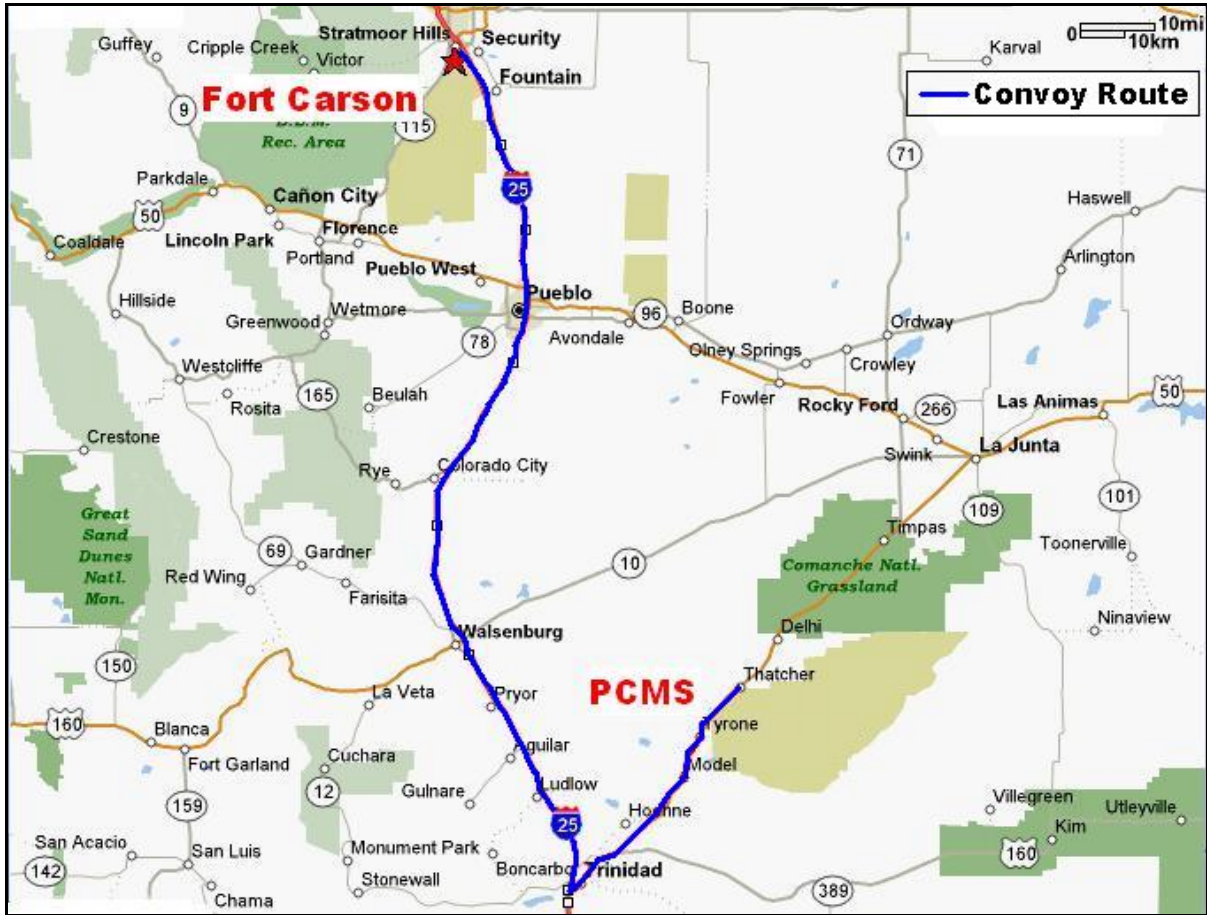 Stratmoor Hills
Security
10mi
0
10km
Guffey
Cripple Creek
Victor
Karval
Fountain
Convoy Route
Fort Carson
9
115
Rec. Area
71
25
Parkdale
50
Cañon City
Haswell
Lincoln Park
Florence
Coaldale
Portland
Arlington
Pueblo West
Pueblo
Hillside
Wetmore
Boone
Greenwood
96
Ordway
78
Avondale
Olney Springs
Crowley
Westcliffe
165
Beulah
Fowler
Rocky Ford
266
Las Animas
50
Rosita
Crestone
Swink
La Junta
Rye
Colorado City
101
109
Great
Sand
Dunes
Natl.
Mon.
Timpas
69
Gardner
Toonerville
Red Wing
Farisita
10
Comanche Natl.
Grassland
Ninaview
Walsenburg
Delhi
150
Thatcher
La Veta
Pryor
PCMS
160
Blanca
Tyrone
Fort Garland
Aguilar
Cuchara
Model
12
Gulnare
Ludlow
159
25
Hoehne
Villegreen
Utleyville
Kim
San Acacio
San Luis
Monument Park
160
142
Boncarbo
Trinidad
Stonewall
389
Chama